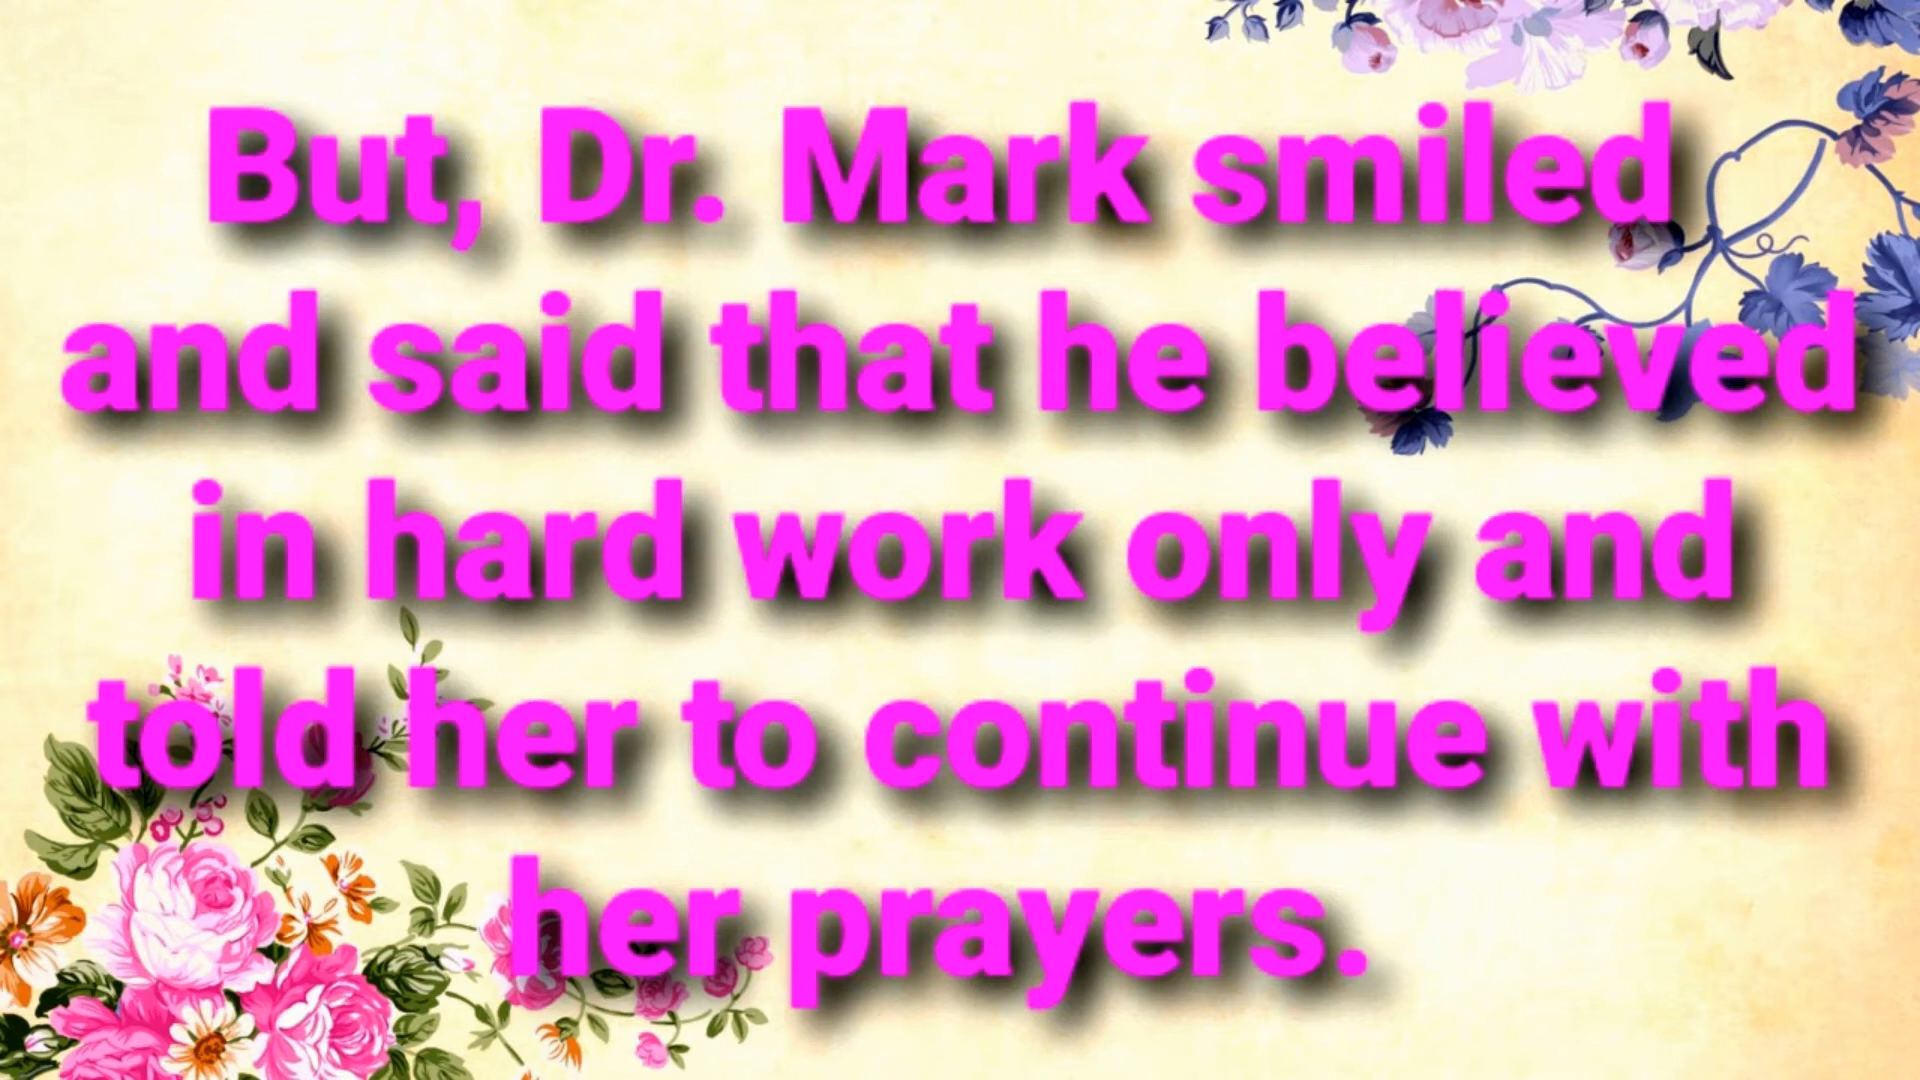 But, Dr. Mark smiled
and said that he believed
in hard work only and
told her to continue with
her prayers.